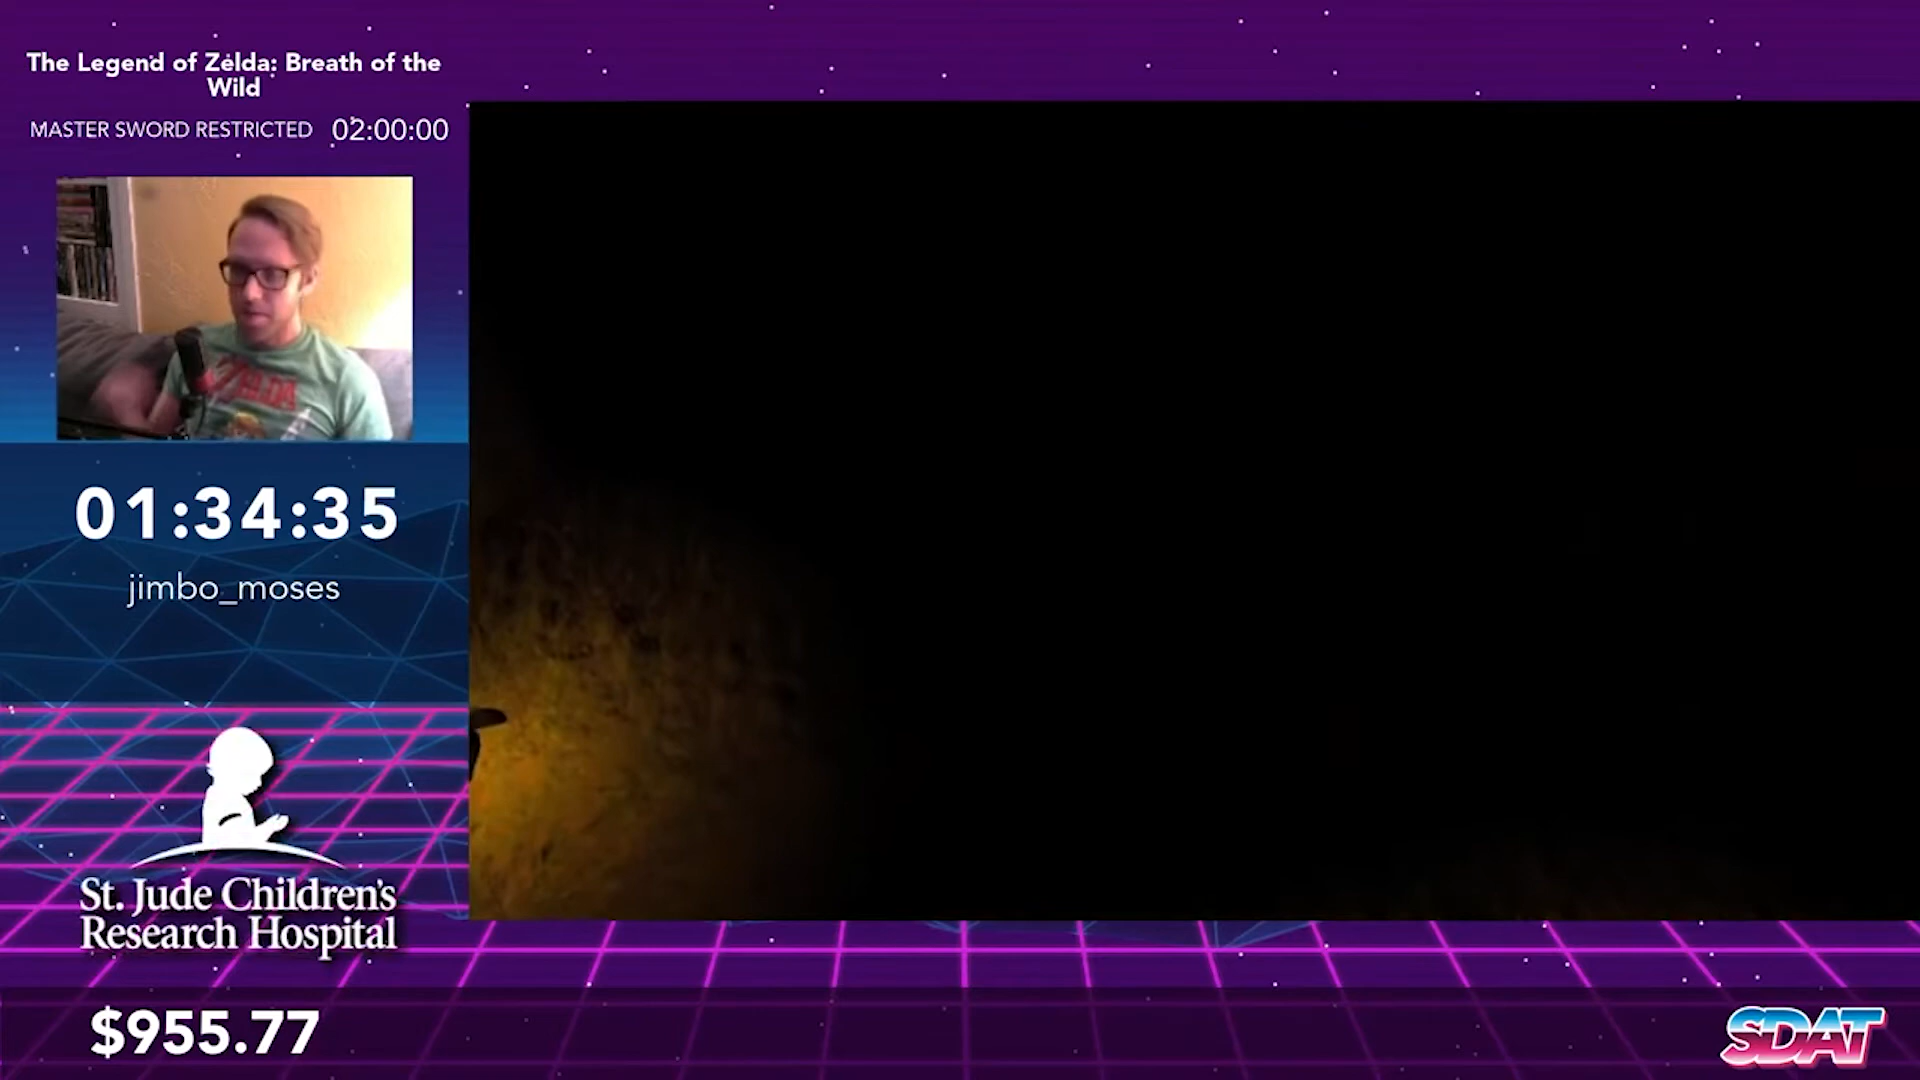 The Legend of Zelda: Breath of the
Wild
MASTER SWORD RESTRICTED 02:00:00
ZELDA
01:34:35
jimbo_moses
St. Jude Children's
Research Hospital
$955.77
SDAT